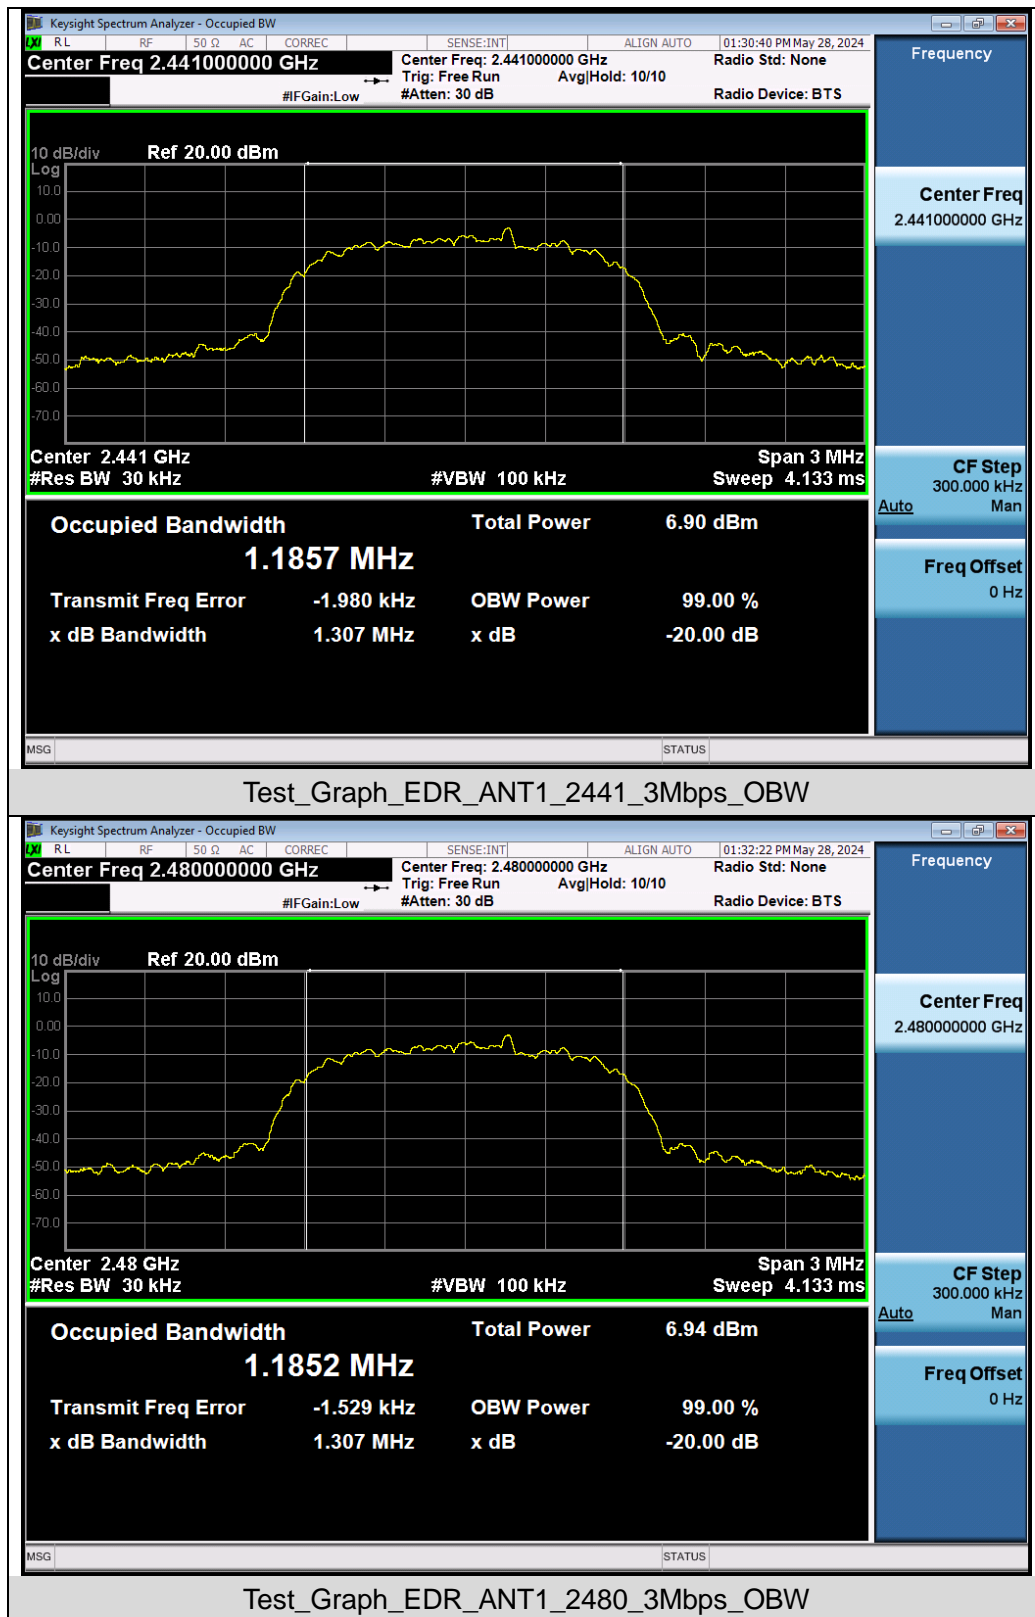 Keysight Spectrum Analyzer - Occupied BW
LXI RL RF 50 Ω AC CORREC SENSE:INT ALIGN AUTO 01:30:40 PM May 28, 2024
Center Freq 2.441000000 GHz
Center Freq: 2.441000000 GHz Radio Std: None
Trig: Free Run Avg|Hold: 10/10
#IFGain:Low #Atten: 30 dB Radio Device: BTS
Frequency
10 dB/div Ref 20.00 dBm
Log
10.0
0.00
-10.0
-20.0
-30.0
-40.0
-50.0
-60.0
-70.0
Center Freq
2.441000000 GHz
Center 2.441 GHz Span 3 MHz
#Res BW 30 kHz #VBW 100 kHz Sweep 4.133 ms
CF Step
300.000 kHz
Auto Man
Occupied Bandwidth Total Power 6.90 dBm
1.1857 MHz
Transmit Freq Error -1.980 kHz OBW Power 99.00 %
x dB Bandwidth 1.307 MHz x dB -20.00 dB
Freq Offset
0 Hz
MSG STATUS
Test_Graph_EDR_ANT1_2441_3Mbps_OBW
Keysight Spectrum Analyzer - Occupied BW
LXI RL RF 50 Ω AC CORREC SENSE:INT ALIGN AUTO 01:32:22 PM May 28, 2024
Center Freq 2.480000000 GHz
Center Freq: 2.480000000 GHz Radio Std: None
Trig: Free Run Avg|Hold: 10/10
#IFGain:Low #Atten: 30 dB Radio Device: BTS
Frequency
10 dB/div Ref 20.00 dBm
Log
10.0
0.00
-10.0
-20.0
-30.0
-40.0
-50.0
-60.0
-70.0
Center Freq
2.480000000 GHz
Center 2.48 GHz Span 3 MHz
#Res BW 30 kHz #VBW 100 kHz Sweep 4.133 ms
CF Step
300.000 kHz
Auto Man
Occupied Bandwidth Total Power 6.94 dBm
1.1852 MHz
Transmit Freq Error -1.529 kHz OBW Power 99.00 %
x dB Bandwidth 1.307 MHz x dB -20.00 dB
Freq Offset
0 Hz
MSG STATUS
Test_Graph_EDR_ANT1_2480_3Mbps_OBW